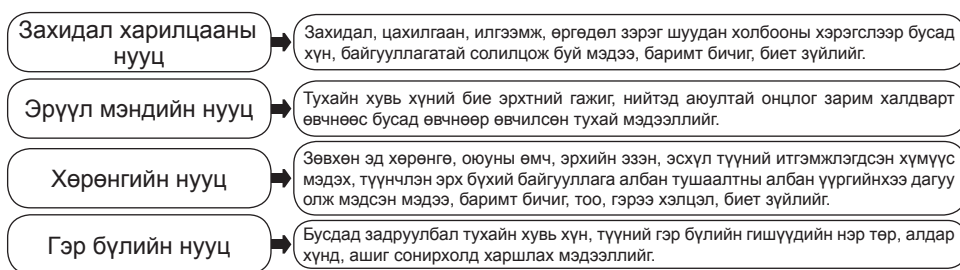 Захидал харилцааны
нууц
Захидал, цахилгаан, илгээмж, өргөдөл зэрэг шуудан холбооны хэрэгслээр бусад
хүн, байгууллагатай солилцож буй мэдээ, баримт бичиг, биет зүйлийг.
Эрүүл мэндийн нууц
Тухайн хувь хүний бие эрхтний гажиг, нийтэд аюултай онцлог зарим халдварт
өвчнөөс бусад өвчнөөр өвчилсөн тухай мэдээллийг.
Хөрөнгийн нууц
Зөвхөн эд хөрөнгө, оюуны өмч, эрхийн эзэн, эсхүл түүний итгэмжлэгдсэн хүмүүс
мэдэх, түүнчлэн эрх бүхий байгууллага албан тушаалтны албан үүргийнхээ дагуу
олж мэдсэн мэдээ, баримт бичиг, тоо, гэрээ хэлцэл, биет зүйлийг.
Гэр бүлийн нууц
Бусдад задруулбал тухайн хувь хүн, түүний гэр бүлийн гишүүдийн нэр төр, алдар
хүнд, ашиг сонирхолд харшлах мэдээллийг.